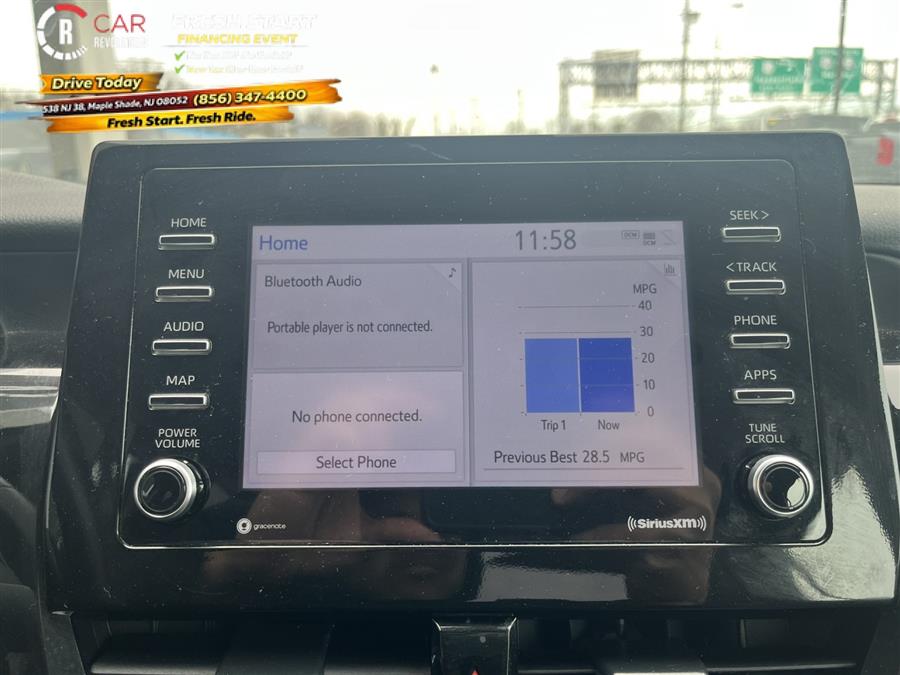 CAR
REVERENDS
FRESH START
FINANCING EVENT
Drive Today
538 NJ 38, Maple Shade, NJ 08052 (856) 347-4400
Fresh Start. Fresh Ride.
HOME
MENU
AUDIO
MAP
POWER
VOLUME
Home
11:58
DCM
DCM
Bluetooth Audio
Portable player is not connected.
No phone connected.
Select Phone
MPG
40
30
20
10
0
Trip 1
Now
Previous Best 28.5 MPG
SEEK >
< TRACK
PHONE
APPS
TUNE
SCROLL
gracenote
SiriusXM